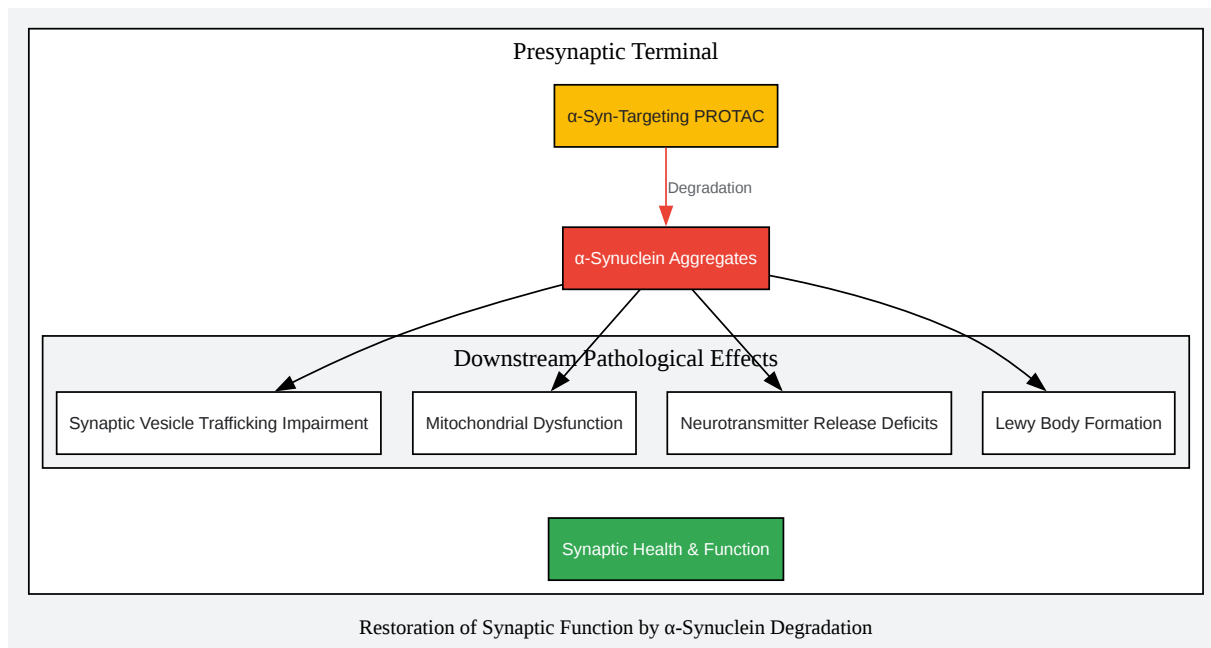 Presynaptic Terminal
α-Syn-Targeting PROTAC
Degradation
α-Synuclein Aggregates
Downstream Pathological Effects
Synaptic Vesicle Trafficking Impairment
Mitochondrial Dysfunction
Neurotransmitter Release Deficits
Lewy Body Formation
Synaptic Health & Function
Restoration of Synaptic Function by α-Synuclein Degradation